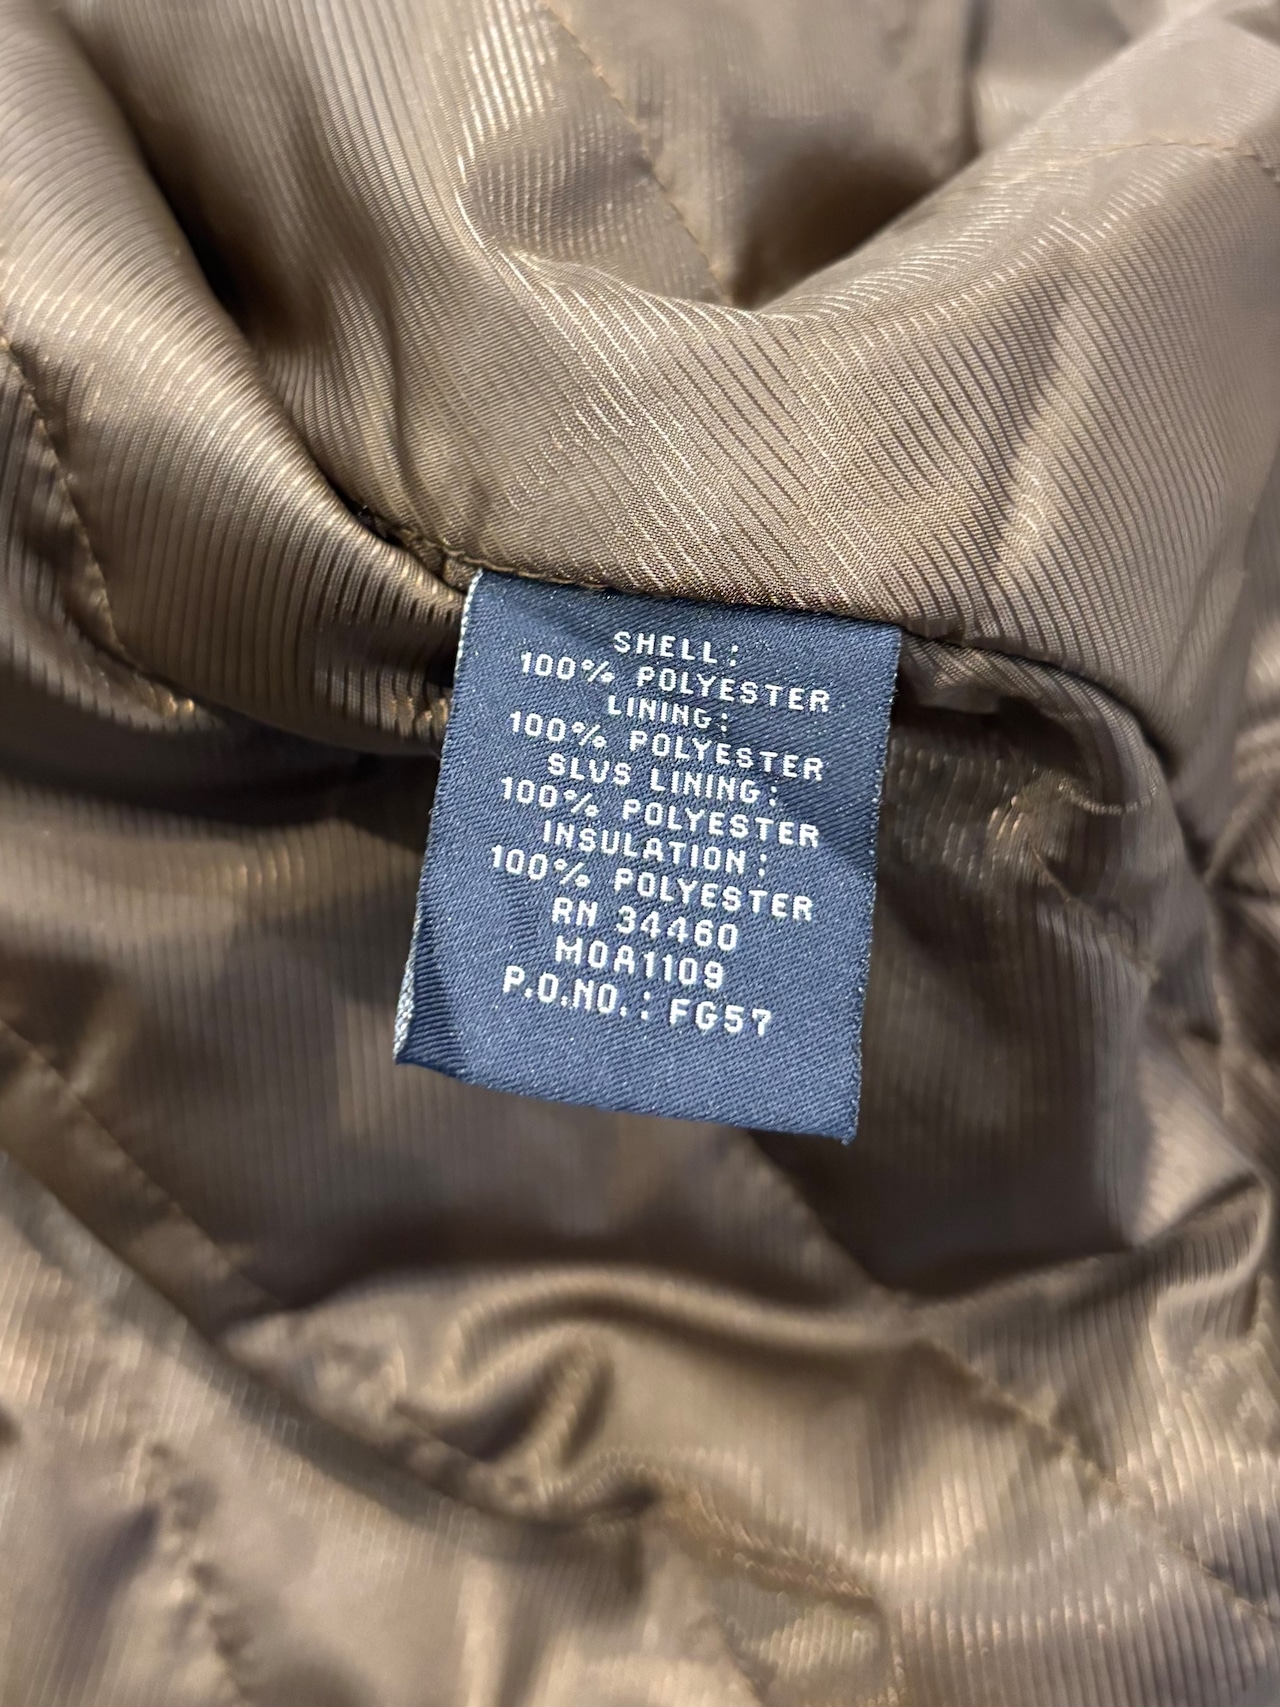 SHELL:
100% POLYESTER
LINING:
100% POLYESTER
SLVS LINING:
100% POLYESTER
INSULATION:
100% POLYESTER
RN 34460
MOA1109
P.O.NO.: FG57